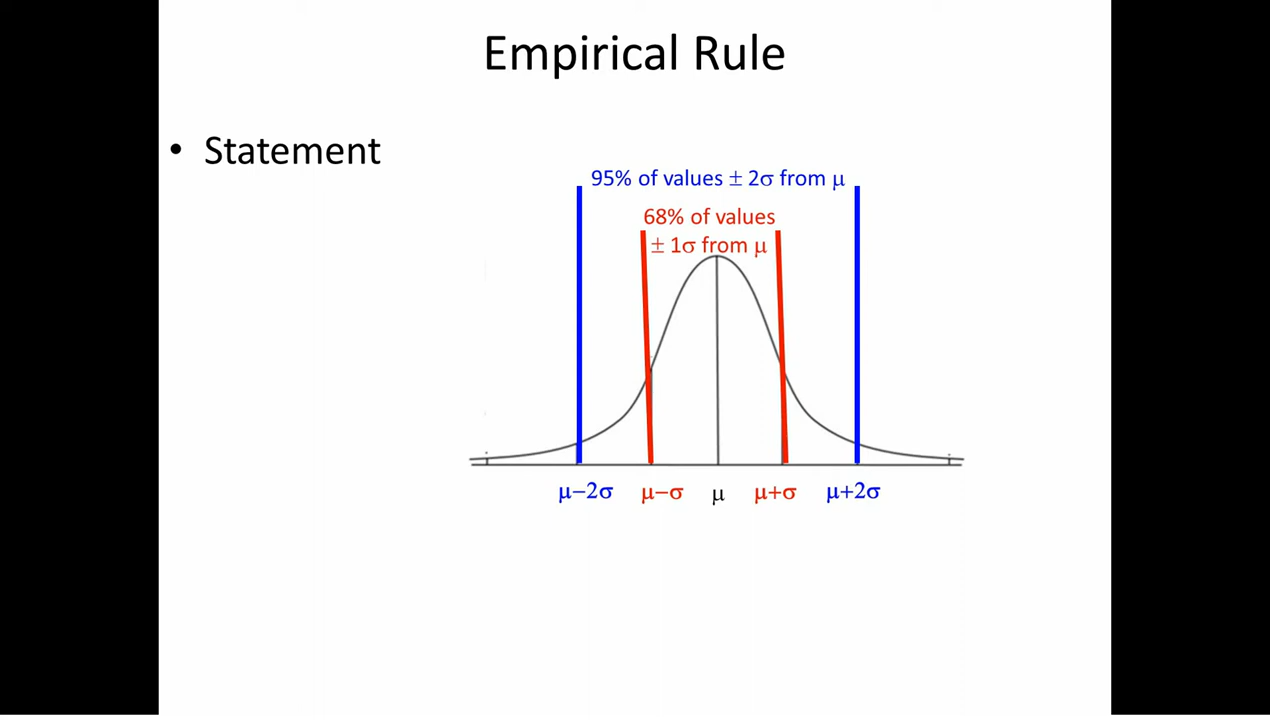 Empirical Rule
• Statement
95% of values ± 2σ from μ
68% of values
± 1σ from μ
μ−2σ μ−σ μ μ+σ μ+2σ